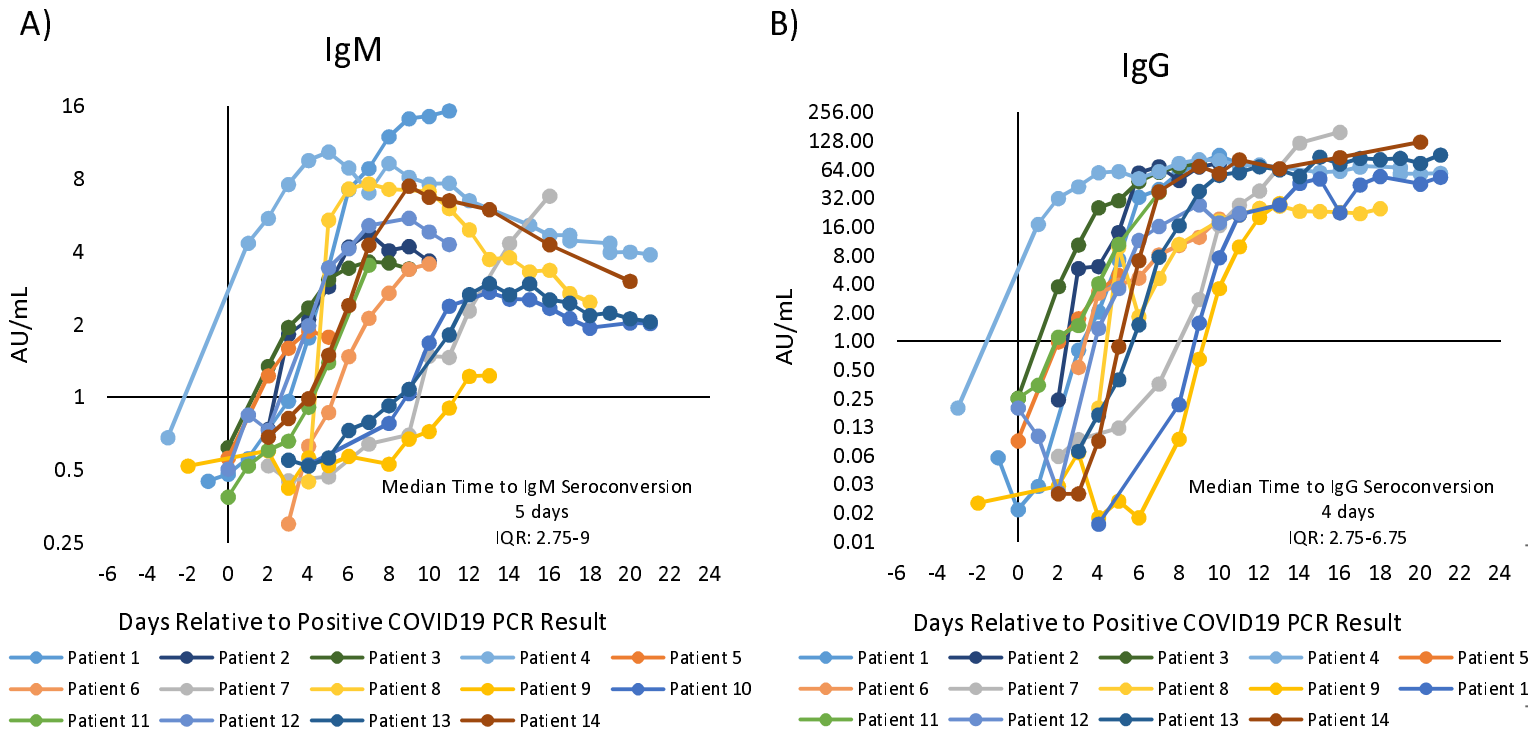 A)
IgM
16
8
4
2
1
0.5
0.25
AU/mL
Median Time to IgM Seroconversion
5 days
IQR: 2.75-9
-6 -4 -2 0 2 4 6 8 10 12 14 16 18 20 22 24
Days Relative to Positive COVID19 PCR Result
Patient 1 Patient 2 Patient 3 Patient 4 Patient 5
Patient 6 Patient 7 Patient 8 Patient 9 Patient 10
Patient 11 Patient 12 Patient 13 Patient 14
B)
IgG
256.00
128.00
64.00
32.00
16.00
8.00
4.00
2.00
1.00
0.50
0.25
0.13
0.06
0.03
0.02
0.01
AU/mL
Median Time to IgG Seroconversion
4 days
IQR: 2.75-6.75
-6 -4 -2 0 2 4 6 8 10 12 14 16 18 20 22 24
Days Relative to Positive COVID19 PCR Result
Patient 1 Patient 2 Patient 3 Patient 4 Patient 5
Patient 6 Patient 7 Patient 8 Patient 9 Patient 1
Patient 11 Patient 12 Patient 13 Patient 14